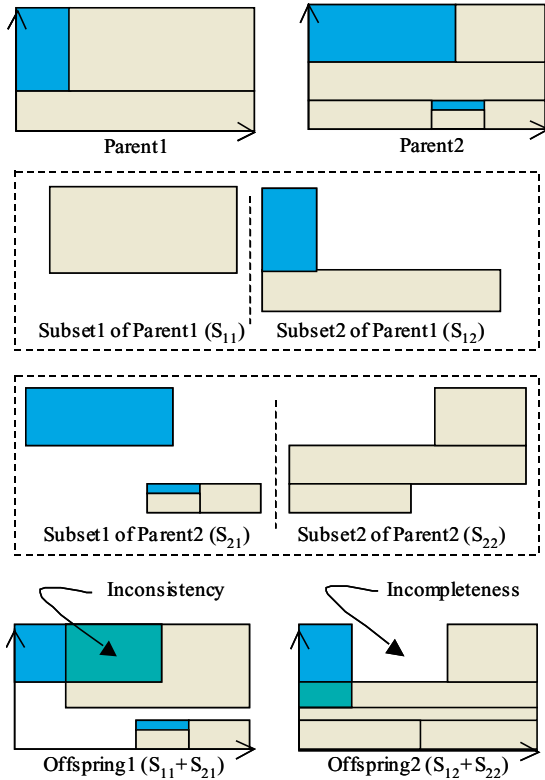 Parent1 Parent2
Subset1 of Parent1 (S11) Subset2 of Parent1 (S12)
Subset1 of Parent2 (S21) Subset2 of Parent2 (S22)
Inconsistency Incompleteness
Offspring1 (S11+S21) Offspring2 (S12+S22)